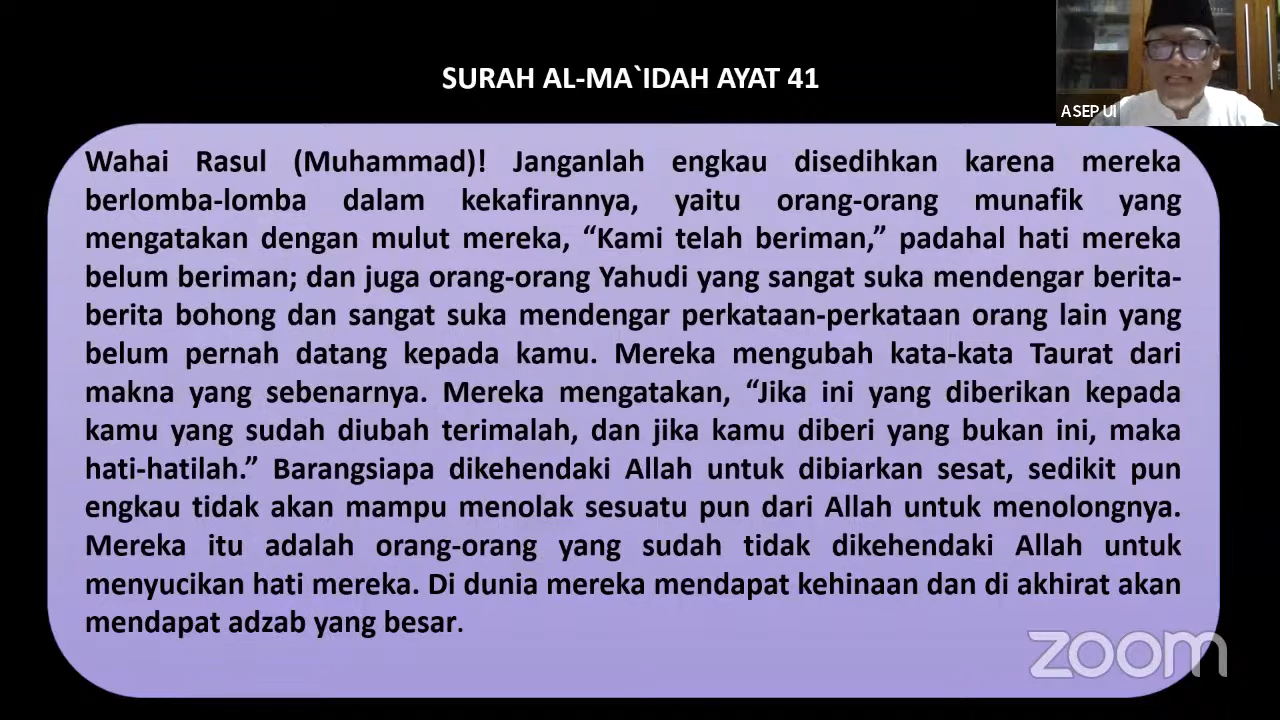 SURAH AL-MA`IDAH AYAT 41
ASEP UI
Wahai Rasul (Muhammad)! Janganlah engkau disedihkan karena mereka
berlomba-lomba dalam kekafirannya, yaitu orang-orang munafik yang
mengatakan dengan mulut mereka, “Kami telah beriman,” padahal hati mereka
belum beriman; dan juga orang-orang Yahudi yang sangat suka mendengar berita-
berita bohong dan sangat suka mendengar perkataan-perkataan orang lain yang
belum pernah datang kepada kamu. Mereka mengubah kata-kata Taurat dari
makna yang sebenarnya. Mereka mengatakan, “Jika ini yang diberikan kepada
kamu yang sudah diubah terimalah, dan jika kamu diberi yang bukan ini, maka
hati-hatilah.” Barangsiapa dikehendaki Allah untuk dibiarkan sesat, sedikit pun
engkau tidak akan mampu menolak sesuatu pun dari Allah untuk menolongnya.
Mereka itu adalah orang-orang yang sudah tidak dikehendaki Allah untuk
menyucikan hati mereka. Di dunia mereka mendapat kehinaan dan di akhirat akan
mendapat adzab yang besar.
zoom